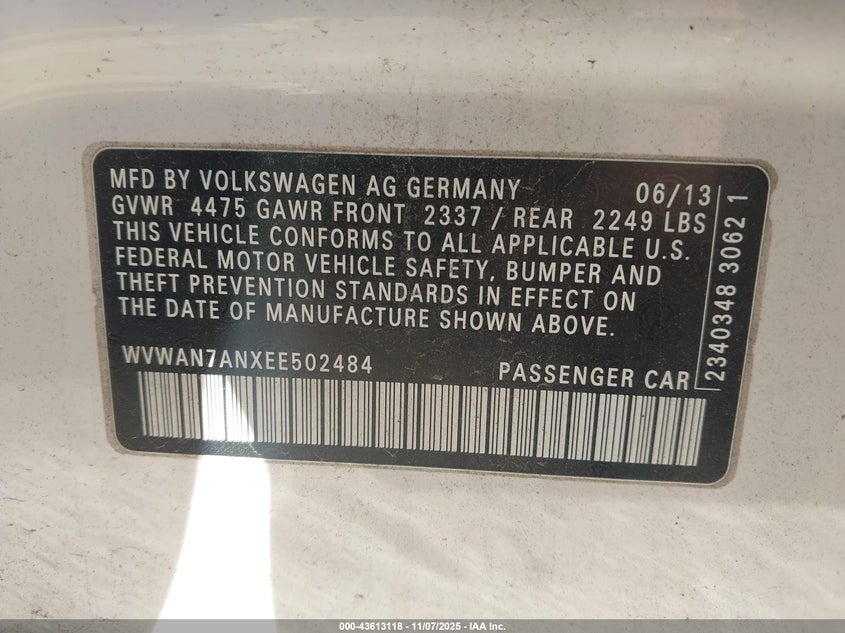 MFD BY VOLKSWAGEN AG GERMANY 06/13
GVWR 4475 GAWR FRONT 2337 / REAR 2249 LBS
THIS VEHICLE CONFORMS TO ALL APPLICABLE U.S.
FEDERAL MOTOR VEHICLE SAFETY, BUMPER AND
THEFT PREVENTION STANDARDS IN EFFECT ON
THE DATE OF MANUFACTURE SHOWN ABOVE.
WVWAN7ANXEE502484 PASSENGER CAR
2340348 3062 1
000-43613118 - 11/07/2025 - IAA Inc.